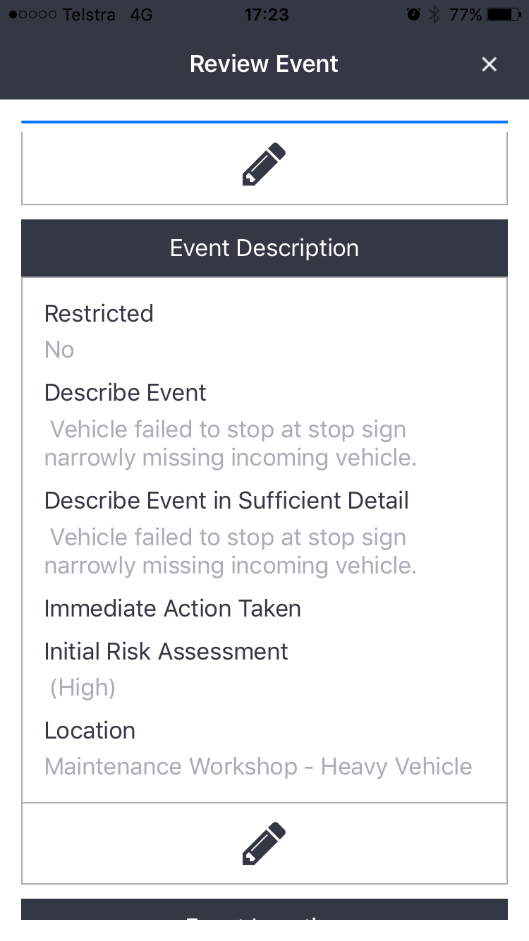 Telstra 4G 17:23 77%
Review Event
Event Description
Restricted
No
Describe Event
Vehicle failed to stop at stop sign
narrowly missing incoming vehicle.
Describe Event in Sufficient Detail
Vehicle failed to stop at stop sign
narrowly missing incoming vehicle.
Immediate Action Taken
Initial Risk Assessment
(High)
Location
Maintenance Workshop - Heavy Vehicle